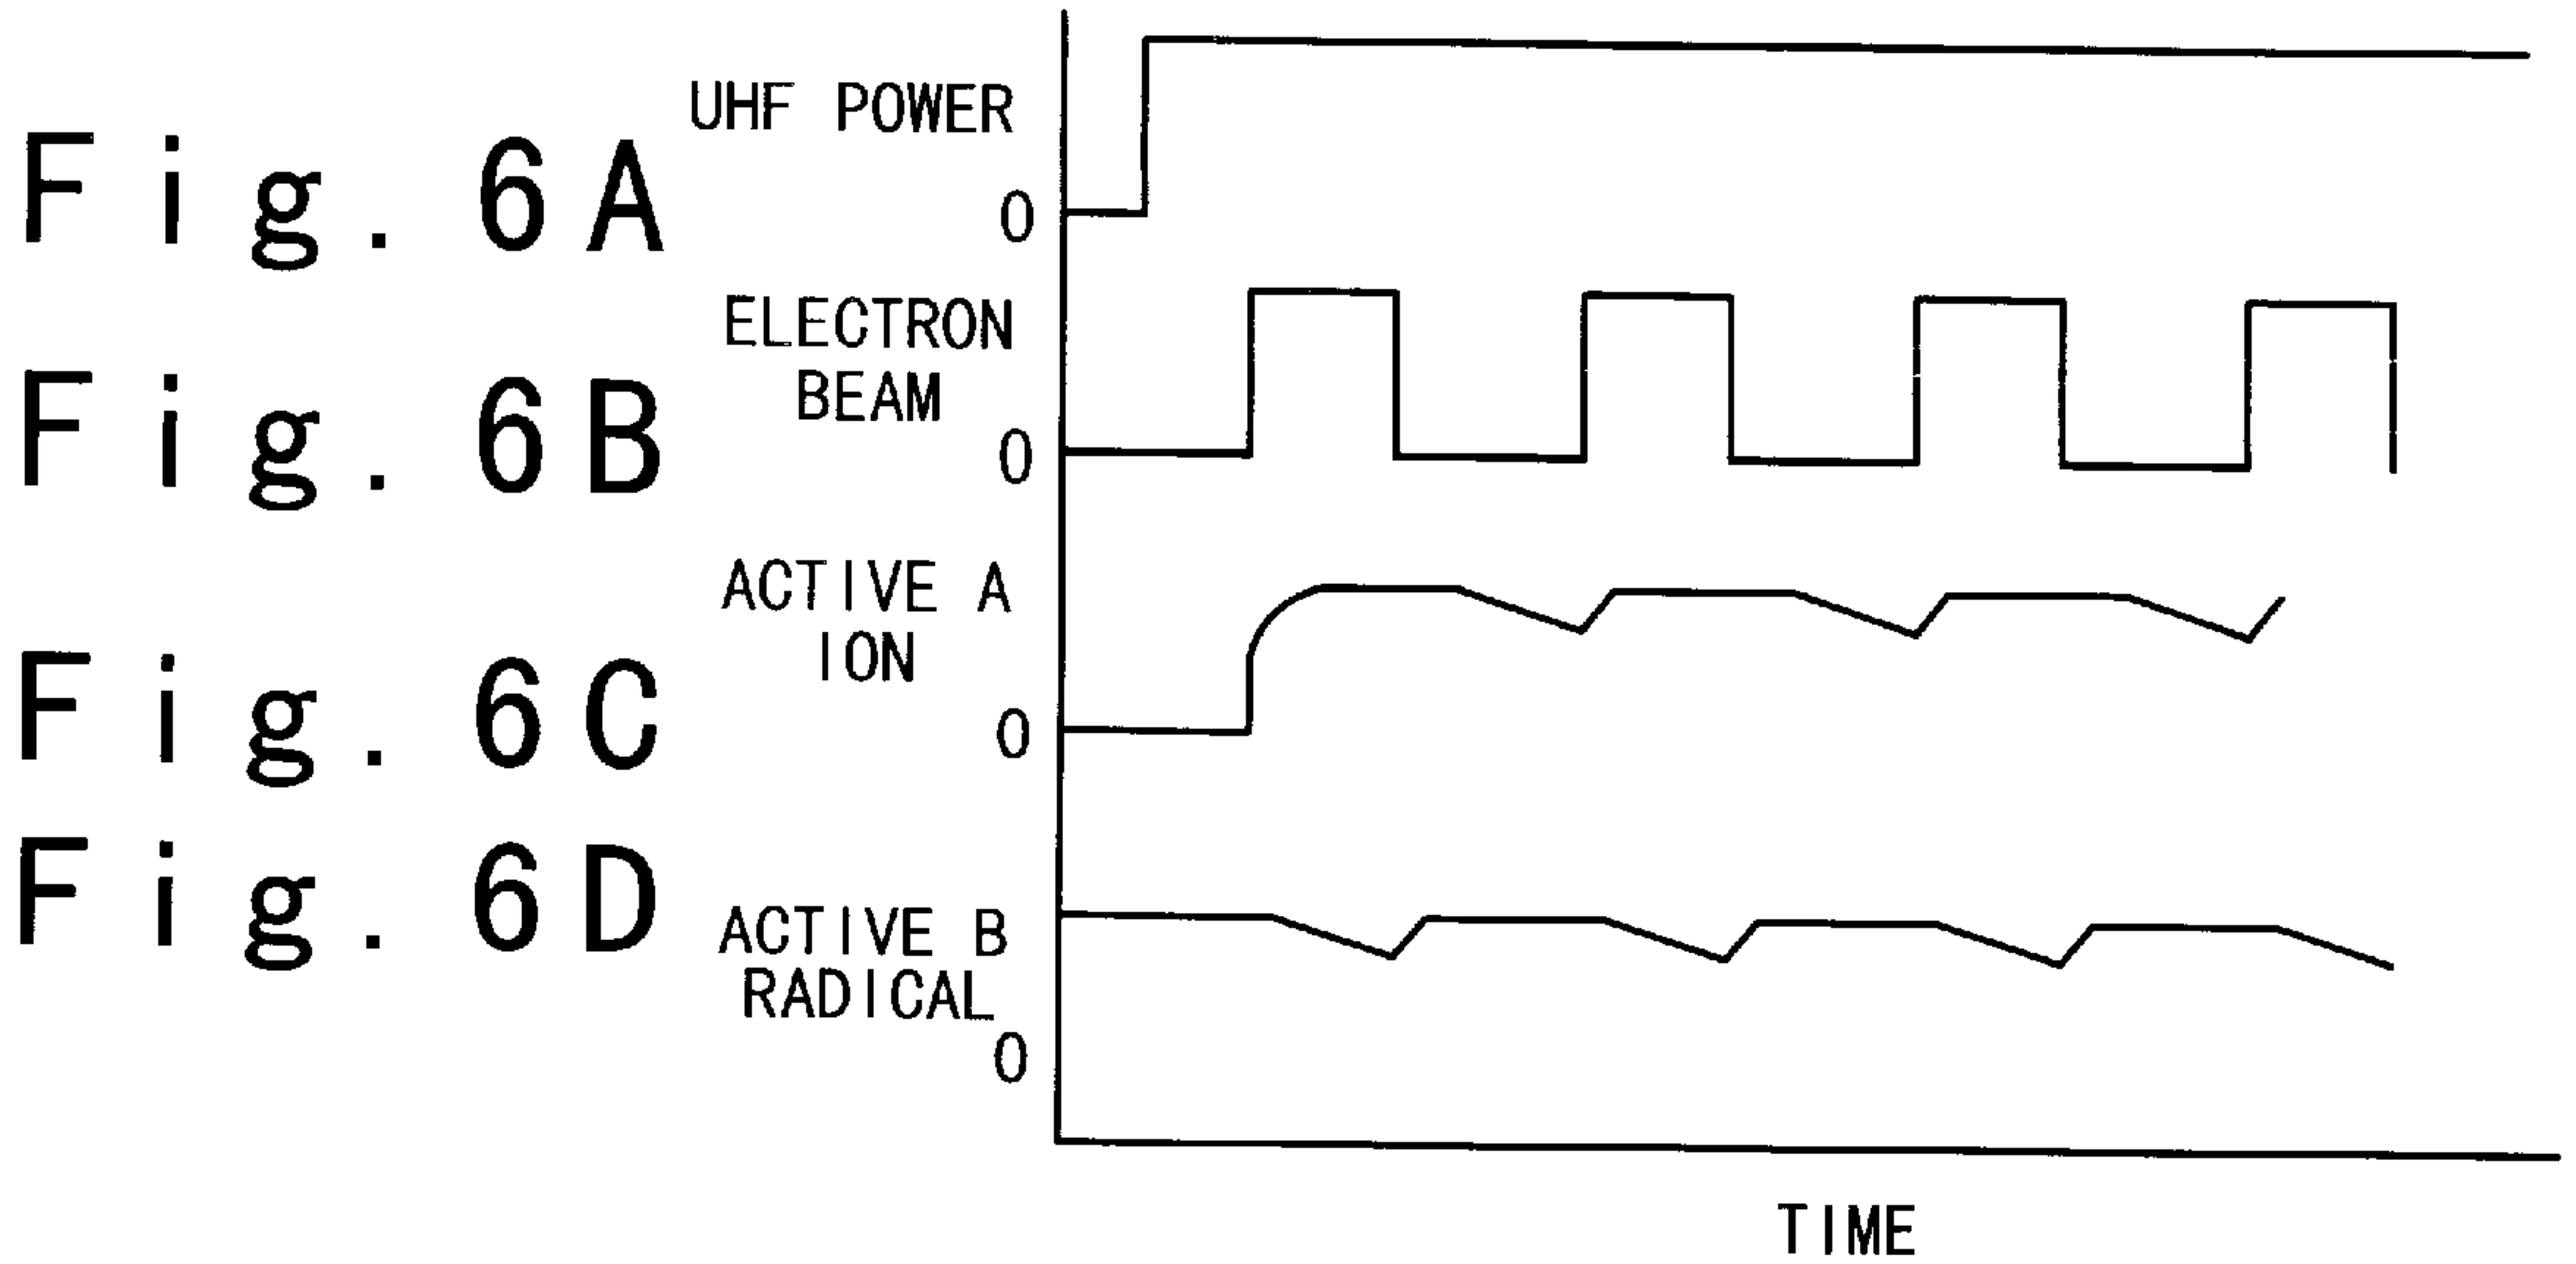 Fig. 6A
UHF POWER
0
Fig. 6B
ELECTRON
BEAM
0
Fig. 6C
ACTIVE A
ION
0
Fig. 6D
ACTIVE B
RADICAL
0
TIME